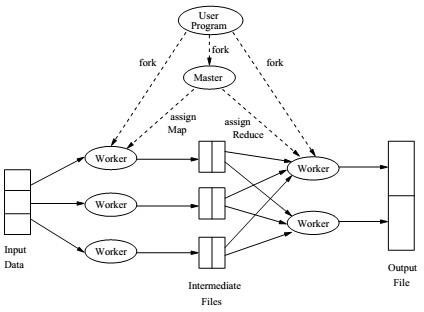 User
Program
fork
fork
fork
Master
assign
Map
assign
Reduce
Worker
Worker
Worker
Worker
Worker
Input
Data
Intermediate
Files
Output
File